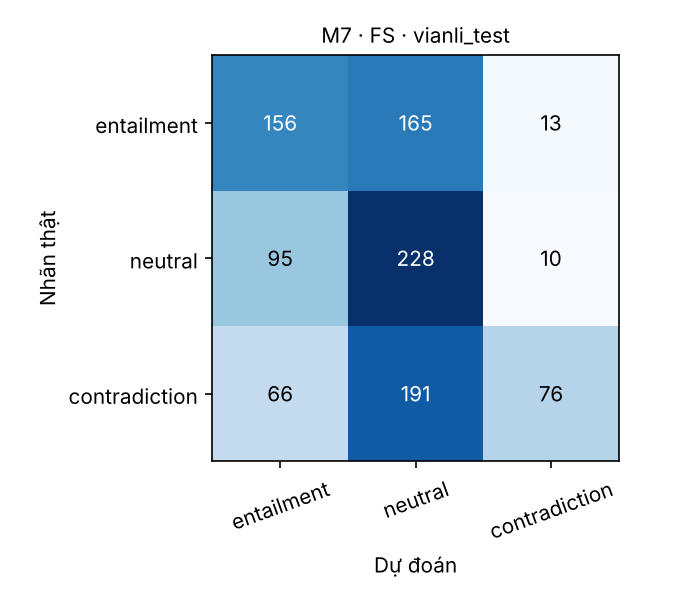 M7 · FS · vianli_test
entailment 156 165 13
neutral 95 228 10
contradiction 66 191 76
Nhãn thật
entailment neutral contradiction
Dự đoán